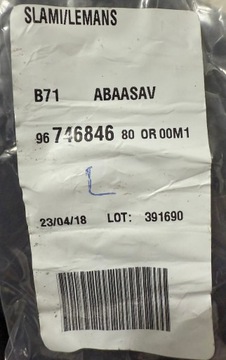 SLAMI/LEMANS
B71 ABAASAV
96 746846 80 OR 00M1
L
23/04/18 LOT: 391690